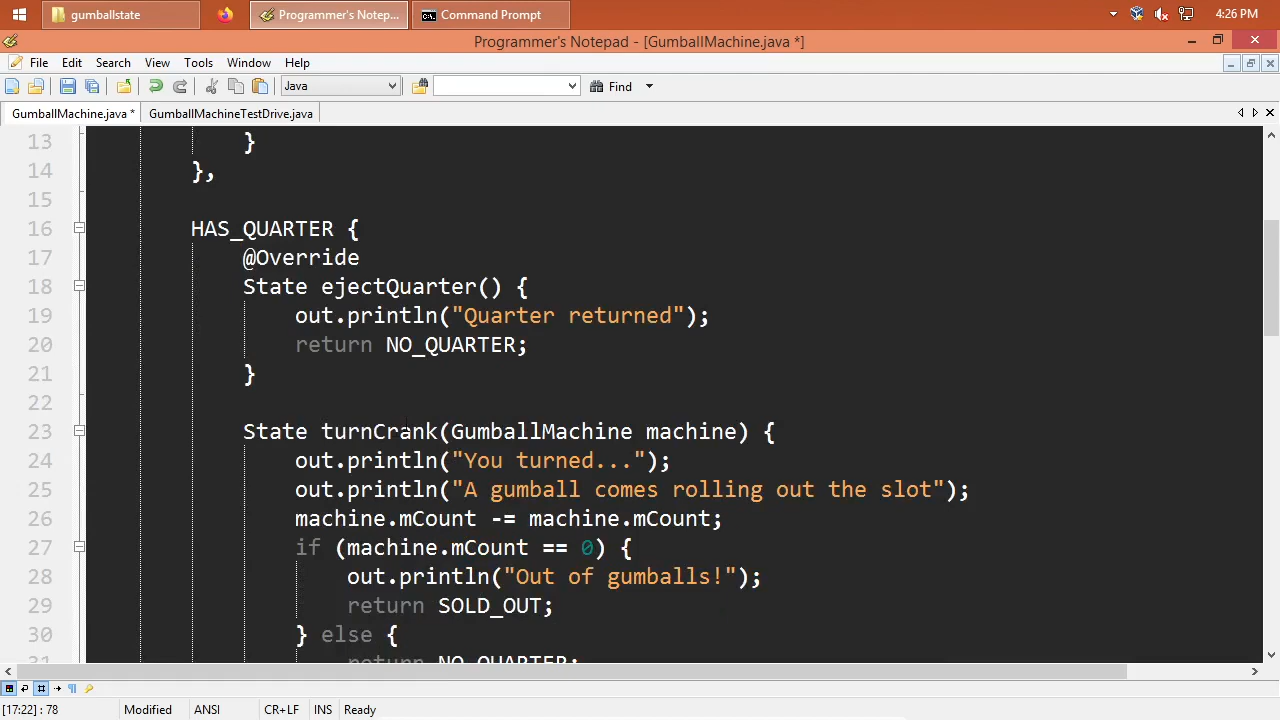 gumballstate
Programmer's Notep...
Command Prompt
4:26 PM
Programmer's Notepad - [GumballMachine.java *]
File Edit Search View Tools Window Help
Java
Find
GumballMachine.java *
GumballMachineTestDrive.java
13 }
14 },
15
16 HAS_QUARTER {
17 @Override
18 State ejectQuarter() {
19 out.println("Quarter returned");
20 return NO_QUARTER;
21 }
22
23 State turnCrank(GumballMachine machine) {
24 out.println("You turned...");
25 out.println("A gumball comes rolling out the slot");
26 machine.mCount -= machine.mCount;
27 if (machine.mCount == 0) {
28 out.println("Out of gumballs!");
29 return SOLD_OUT;
30 } else {
31 return NO_QUARTER;
[17:22] : 78 Modified ANSI CR+LF INS Ready